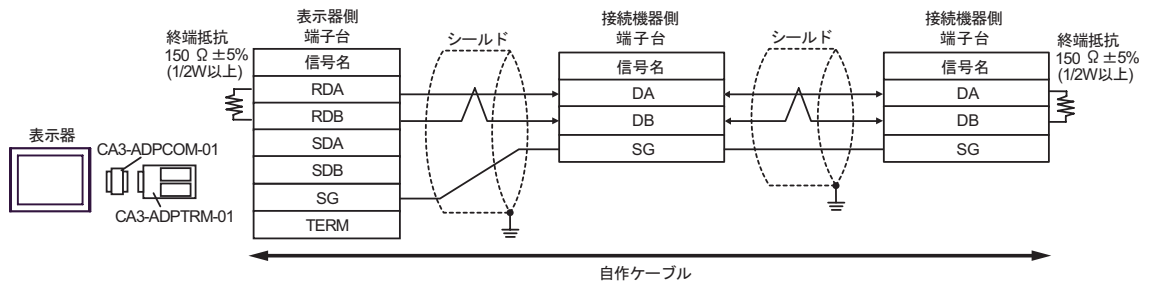 表示器側
端子台
終端抵抗
150 Ω ±5%
(1/2W以上)
信号名
RDA
RDB
SDA
SDB
SG
TERM
表示器
CA3-ADPCOM-01
CA3-ADPTRM-01
シールド
接続機器側
端子台
信号名
DA
DB
SG
シールド
接続機器側
端子台
信号名
DA
DB
SG
終端抵抗
150 Ω ±5%
(1/2W以上)
自作ケーブル